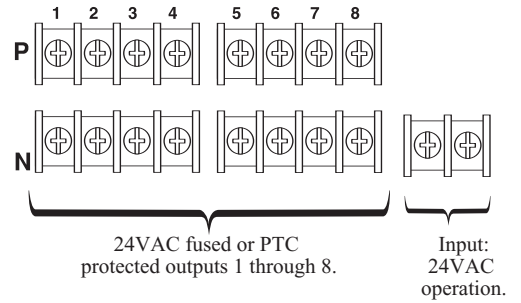 1 2 3 4 5 6 7 8
P
N
24VAC fused or PTC
protected outputs 1 through 8.
Input:
24VAC
operation.